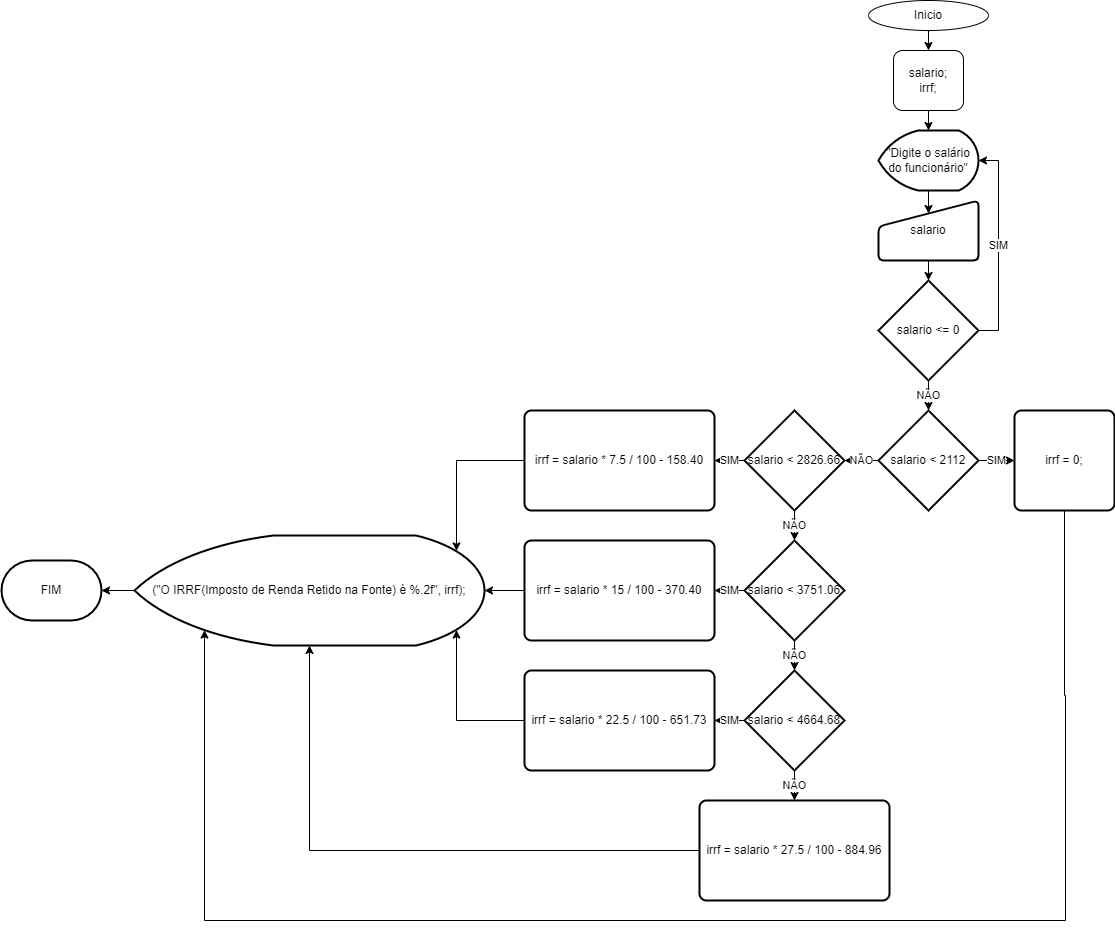 Inicio
salario;
irrf;
"Digite o salário
do funcionário"
salario
SIM
salario <= 0
NÃO
irrf = salario * 7.5 / 100 - 158.40
SIM
salario < 2826.66
NÃO
salario < 2112
SIM
irrf = 0;
NÃO
FIM
("O IRRF(Imposto de Renda Retido na Fonte) é %.2f", irrf);
irrf = salario * 15 / 100 - 370.40
SIM
salario < 3751.06
NÃO
irrf = salario * 22.5 / 100 - 651.73
SIM
salario < 4664.68
NÃO
irrf = salario * 27.5 / 100 - 884.96